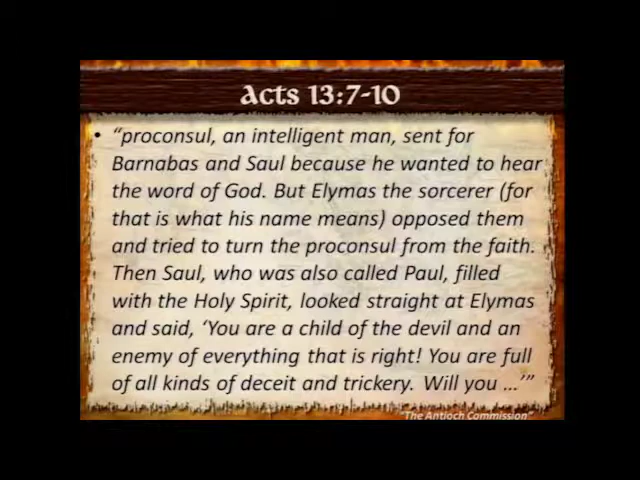 Acts 13:7-10
• “proconsul, an intelligent man, sent for
Barnabas and Saul because he wanted to hear
the word of God. But Elymas the sorcerer (for
that is what his name means) opposed them
and tried to turn the proconsul from the faith.
Then Saul, who was also called Paul, filled
with the Holy Spirit, looked straight at Elymas
and said, ‘You are a child of the devil and an
enemy of everything that is right! You are full
of all kinds of deceit and trickery. Will you …’”
"The Antioch Commission"